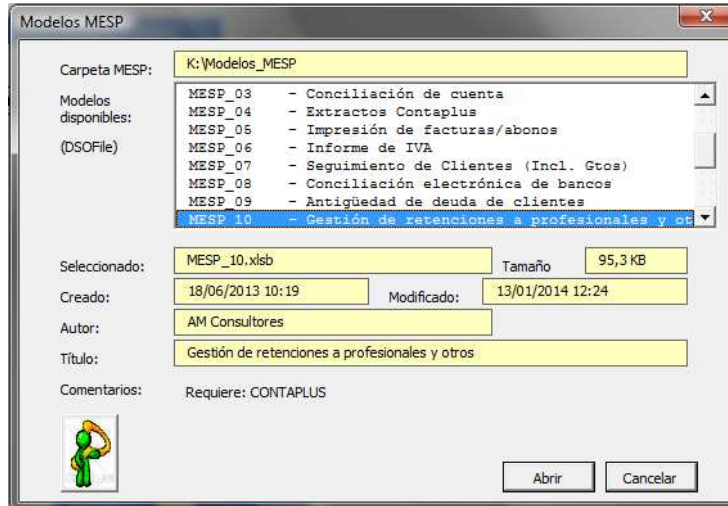 Modelos MESP
Carpeta MESP: K:\Modelos_MESP
Modelos disponibles:
(DSOFile)
MESP_03 - Conciliación de cuenta
MESP_04 - Extractos Contaplus
MESP_05 - Impresión de facturas/abonos
MESP_06 - Informe de IVA
MESP_07 - Seguimiento de Clientes (Incl. Gtos)
MESP_08 - Conciliación electrónica de bancos
MESP_09 - Antigüedad de deuda de clientes
MESP_10 - Gestión de retenciones a profesionales y ot
Seleccionado: MESP_10.xlsb Tamaño 95,3 KB
Creado: 18/06/2013 10:19 Modificado: 13/01/2014 12:24
Autor: AM Consultores
Título: Gestión de retenciones a profesionales y otros
Comentarios: Requiere: CONTAPLUS
Abrir Cancelar